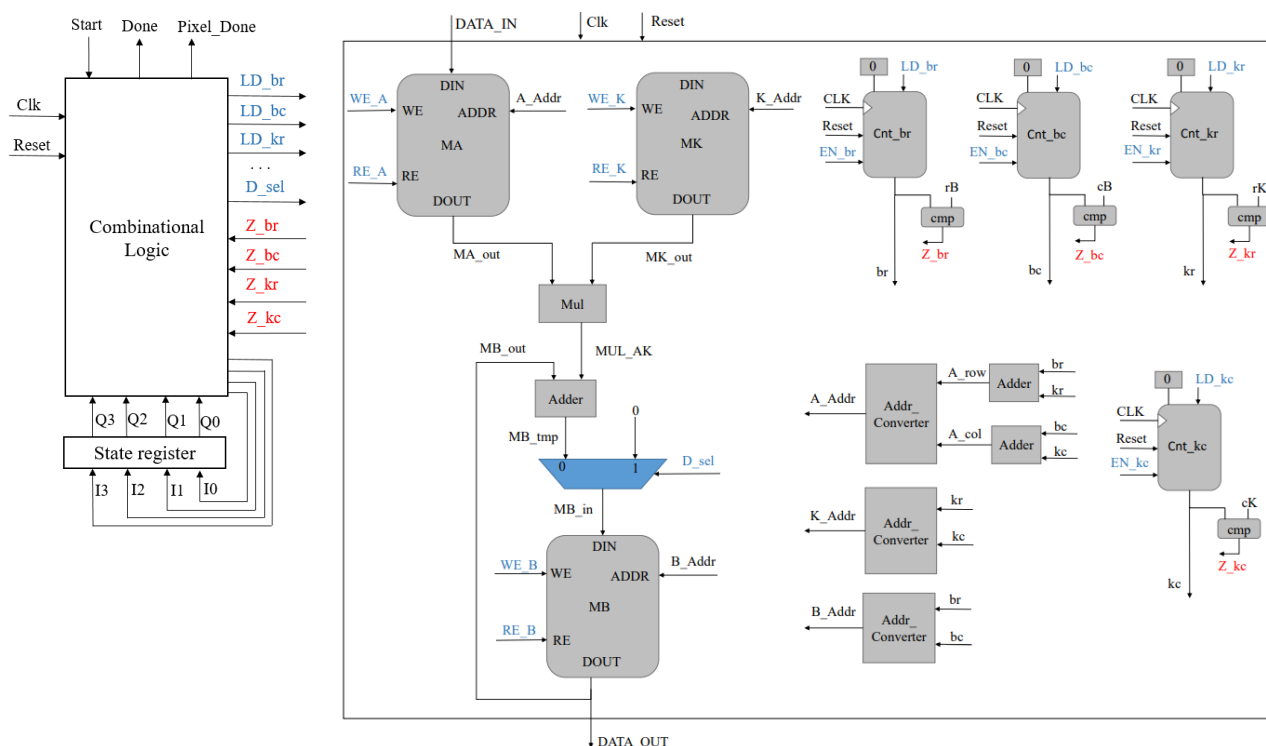 Start
Done
Pixel_Done
Clk
Reset
Combinational
Logic
LD_br
LD_bc
LD_kr
. . .
D_sel
Z_br
Z_bc
Z_kr
Z_kc
Q3
Q2
Q1
Q0
State register
I3
I2
I1
I0
DATA_IN
Clk
Reset
DIN
WE_A
WE
A_Addr
ADDR
MA
RE_A
RE
DOUT
MA_out
DIN
WE_K
WE
K_Addr
ADDR
MK
RE_K
RE
DOUT
MK_out
Mul
MUL_AK
MB_out
Adder
MB_tmp
0
0
1
D_sel
MB_in
DIN
WE_B
WE
B_Addr
ADDR
MB
RE_B
RE
DOUT
DATA_OUT
0
LD_br
CLK
Reset
Cnt_br
EN_br
rB
cmp
Z_br
br
0
LD_bc
CLK
Reset
Cnt_bc
EN_bc
cB
cmp
Z_bc
bc
0
LD_kr
CLK
Reset
Cnt_kr
EN_kr
rK
cmp
Z_kr
kr
A_Addr
Addr_
Converter
A_row
Adder
br
kr
A_col
Adder
bc
kc
K_Addr
Addr_
Converter
kr
kc
B_Addr
Addr_
Converter
br
bc
0
LD_kc
CLK
Reset
Cnt_kc
EN_kc
cK
cmp
Z_kc
kc